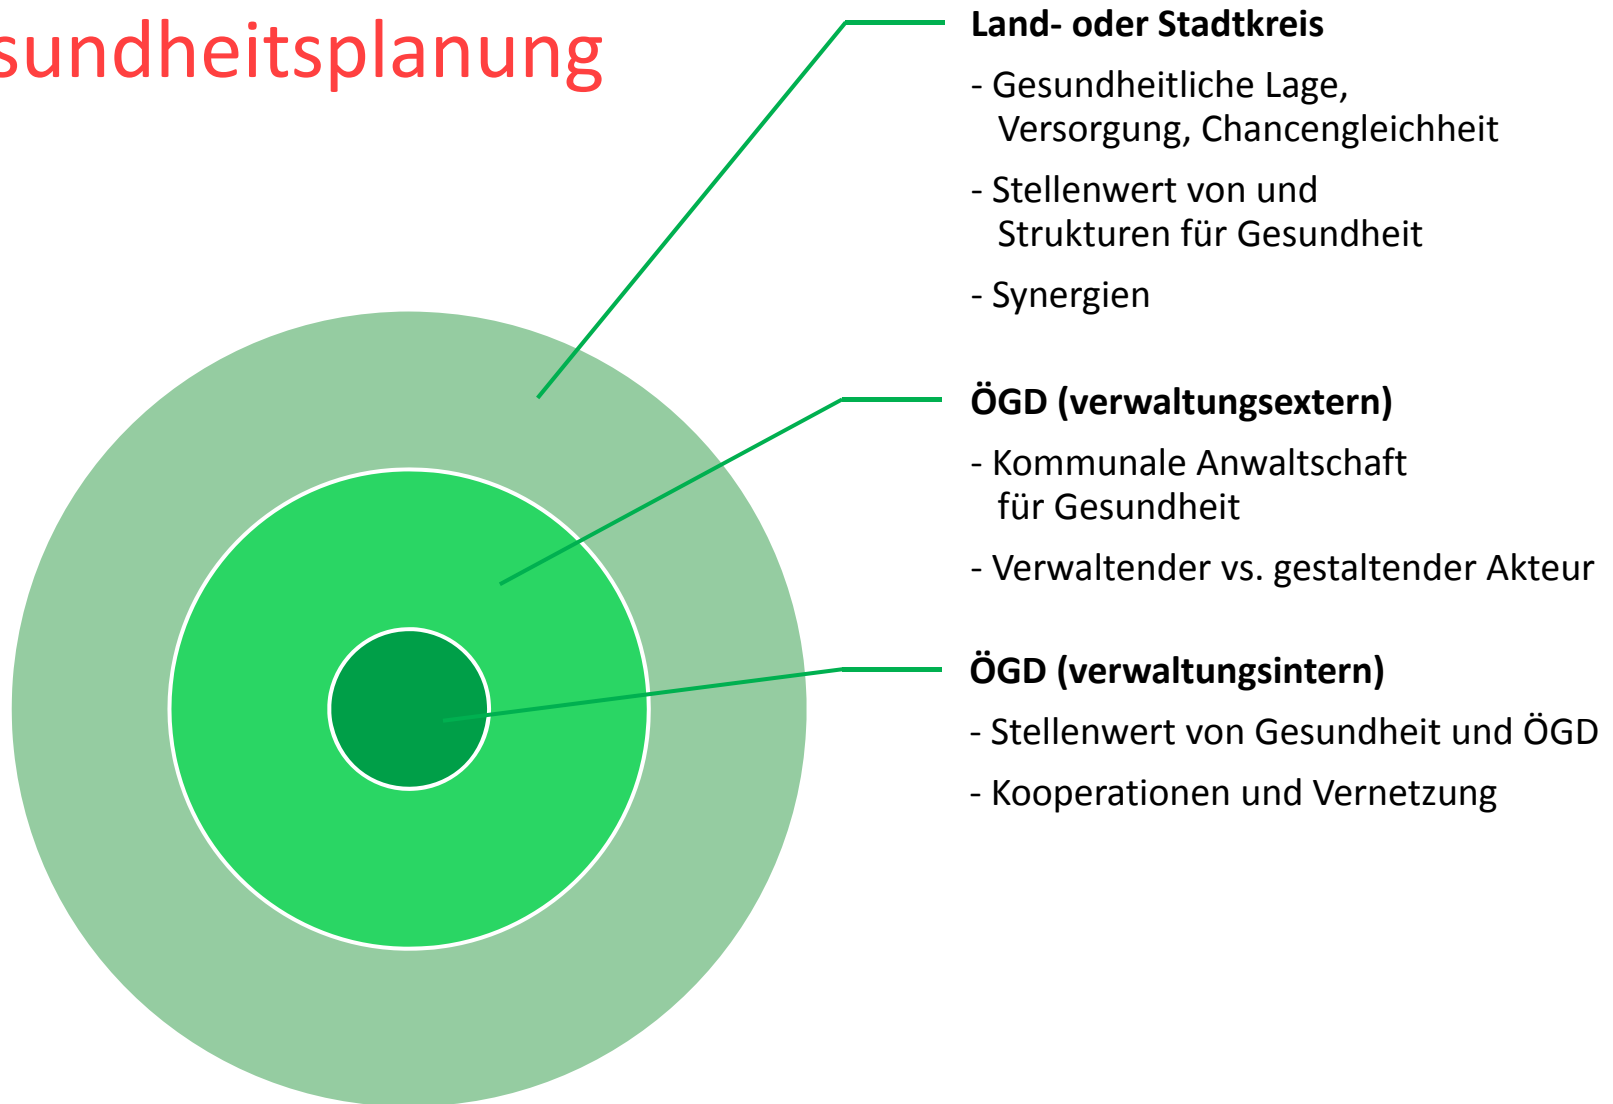 sundheitsplanung
Land- oder Stadtkreis
- Gesundheitliche Lage,
Versorgung, Chancengleichheit
- Stellenwert von und
Strukturen für Gesundheit
- Synergien
ÖGD (verwaltungsextern)
- Kommunale Anwaltschaft
für Gesundheit
- Verwaltender vs. gestaltender Akteur
ÖGD (verwaltungsintern)
- Stellenwert von Gesundheit und ÖGD
- Kooperationen und Vernetzung